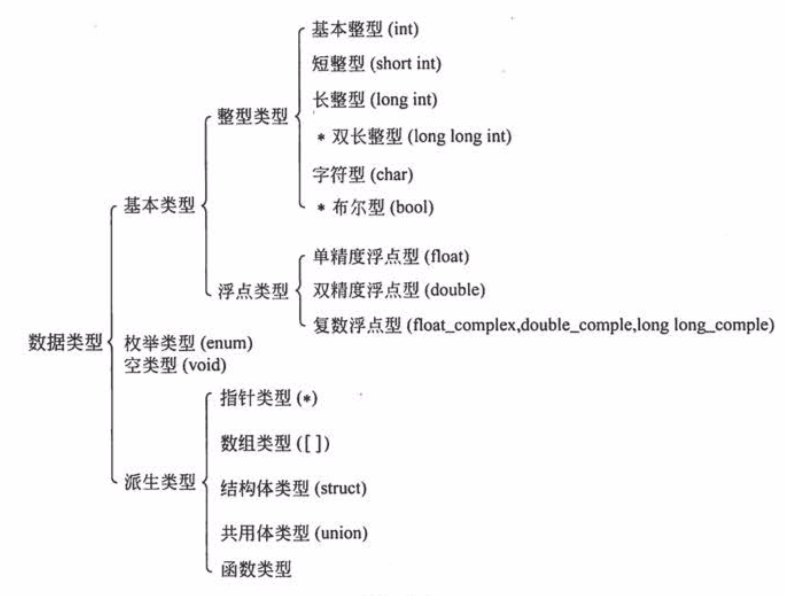 基本整型 (int)
短整型 (short int)
长整型 (long int)
整型类型
* 双长整型 (long long int)
字符型 (char)
基本类型
* 布尔型 (bool)
单精度浮点型 (float)
浮点类型
双精度浮点型 (double)
复数浮点型 (float_complex,double_comple,long long_comple)
数据类型
枚举类型 (enum)
空类型 (void)
指针类型 (*)
数组类型 ([ ])
派生类型
结构体类型 (struct)
共用体类型 (union)
函数类型